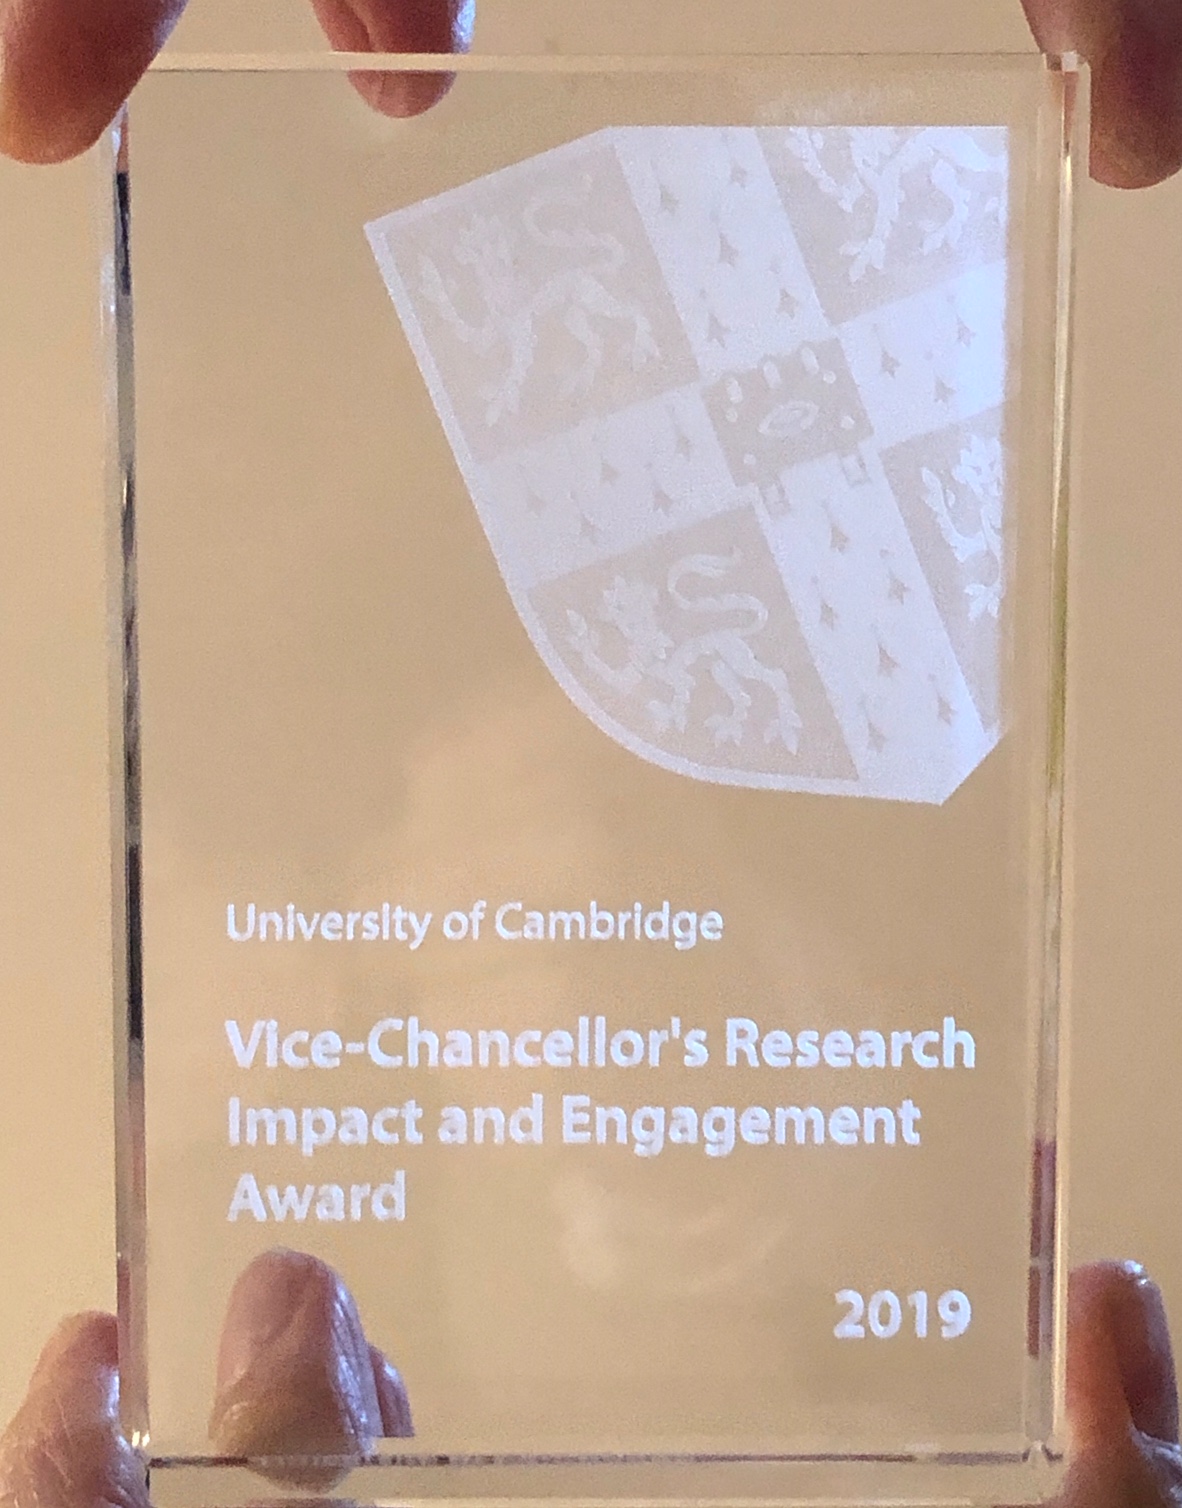 University of Cambridge
Vice-Chancellor's Research
Impact and Engagement
Award
2019